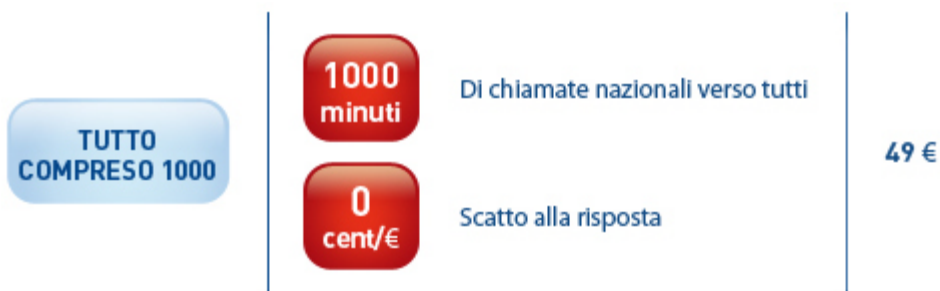 TUTTO
COMPRESO 1000
1000
minuti
Di chiamate nazionali verso tutti
0
cent/€
Scatto alla risposta
49 €